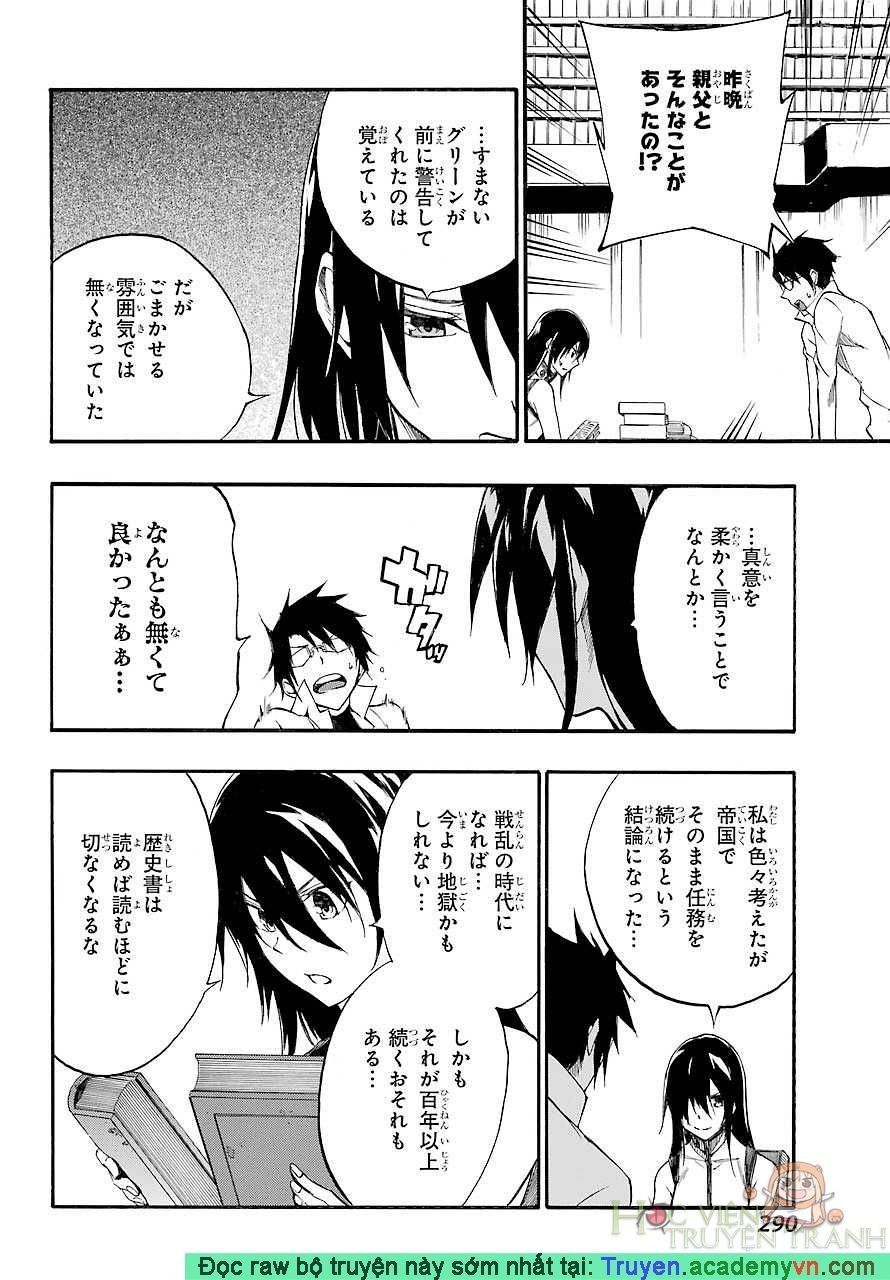 昨晩
親父と
そんなことが
あったの!?
…すまない
グリーンが
前に警告して
くれたのは
覚えている
だが
ごまかせる
雰囲気では
無くなっていた
…真意を
柔かく言うことで
なんとか…
ガタッ
なんとも無くて
良かったぁぁ…
私は色々考えたが
帝国で
そのまま任務を
続けるという
結論になった…
戦乱の時代に
なれば…
今より地獄かも
しれない…
しかも
それが百年以上
続くおそれも
ある…
歴史書は
読めば読むほどに
切なくなるな
290
HỌC VIỆN
TRUYỆN TRANH
Đọc raw bộ truyện này sớm nhất tại: Truyen.academyvn.com